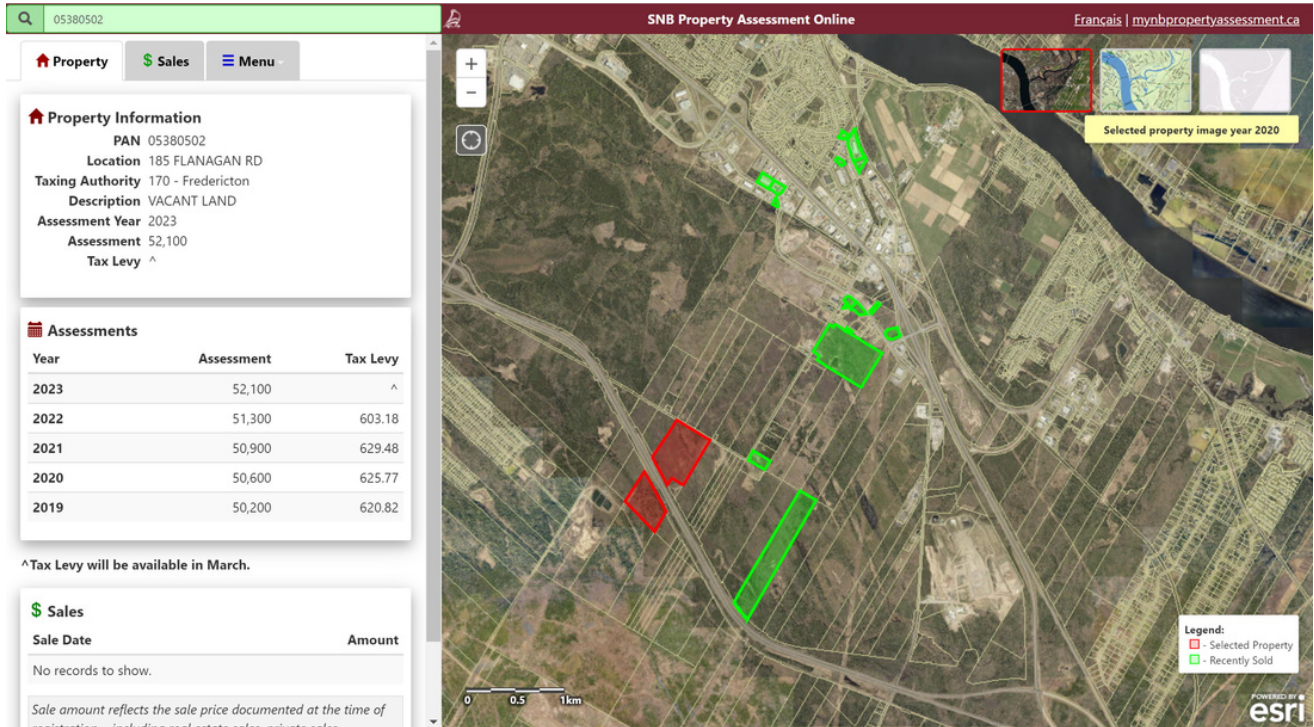 05380502
SNB Property Assessment Online
Français | mynbpropertyassessment.ca
Property
$ Sales
Menu
Property Information
PAN 05380502
Location 185 FLANAGAN RD
Taxing Authority 170 - Fredericton
Description VACANT LAND
Assessment Year 2023
Assessment 52,100
Tax Levy ^
Assessments
Year Assessment Tax Levy
2023 52,100 ^
2022 51,300 603.18
2021 50,900 629.48
2020 50,600 625.77
2019 50,200 620.82
^Tax Levy will be available in March.
$ Sales
Sale Date Amount
No records to show.
Sale amount reflects the sale price documented at the time of
+
−
Selected property image year 2020
Legend:
- Selected Property
- Recently Sold
0 0.5 1km
POWERED BY
esri